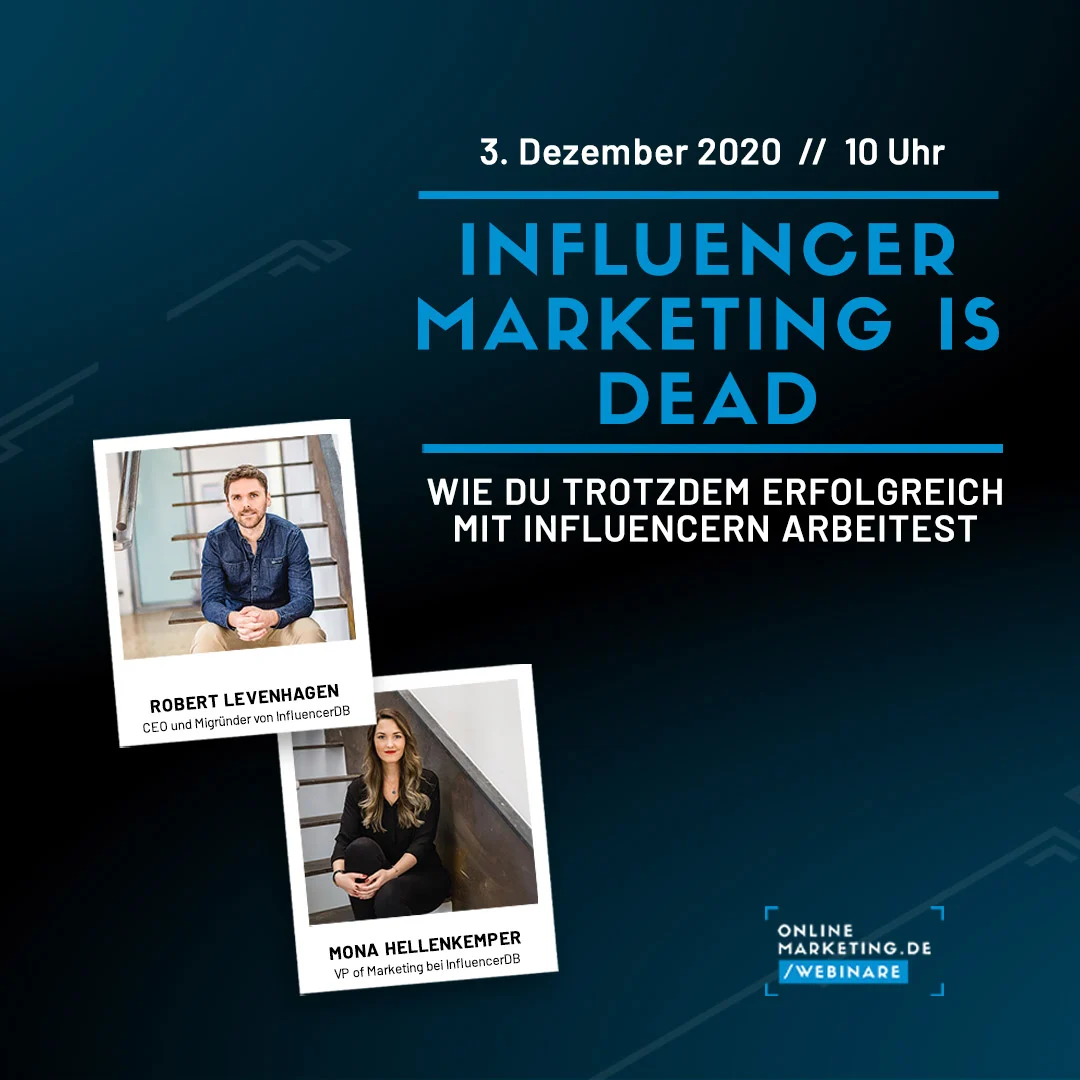 3. Dezember 2020 // 10 Uhr
INFLUENCER
MARKETING IS
DEAD
WIE DU TROTZDEM ERFOLGREICH
MIT INFLUENCERN ARBEITEST
ROBERT LEVENHAGEN
CEO und Migründer von InfluencerDB
MONA HELLENKEMPER
VP of Marketing bei InfluencerDB
ONLINE
MARKETING.DE
/WEBINARE